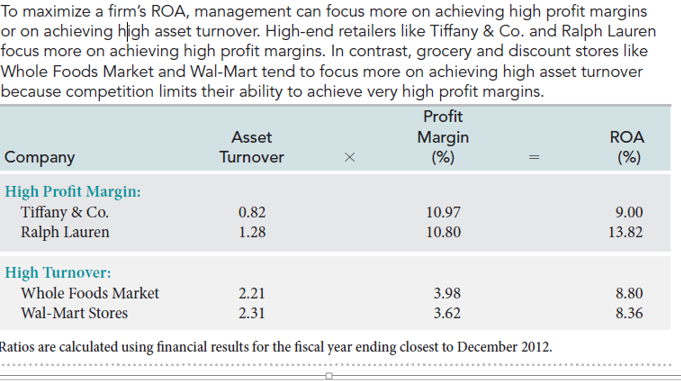 To maximize a firm's ROA, management can focus more on achieving high profit margins
or on achieving high asset turnover. High-end retailers like Tiffany & Co. and Ralph Lauren
focus more on achieving high profit margins. In contrast, grocery and discount stores like
Whole Foods Market and Wal-Mart tend to focus more on achieving high asset turnover
because competition limits their ability to achieve very high profit margins.
Profit
Asset Margin ROA
Company Turnover × (%) = (%)
High Profit Margin:
Tiffany & Co. 0.82 10.97 9.00
Ralph Lauren 1.28 10.80 13.82
High Turnover:
Whole Foods Market 2.21 3.98 8.80
Wal-Mart Stores 2.31 3.62 8.36
Ratios are calculated using financial results for the fiscal year ending closest to December 2012.